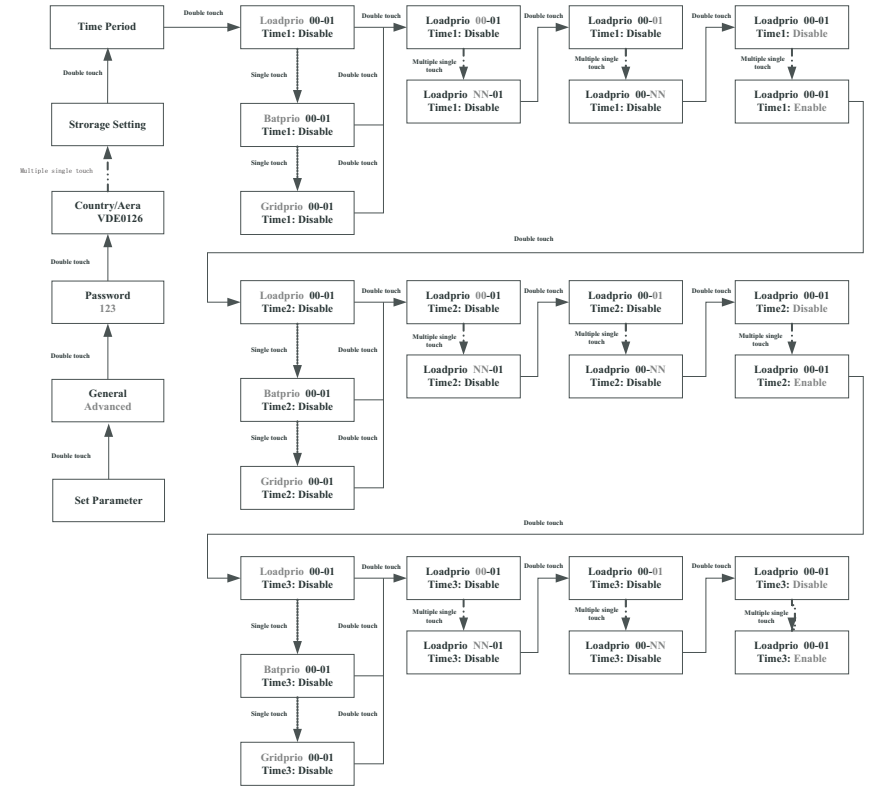 Time Period
Double touch
Loadprio 00-01
Time1: Disable
Double touch
Loadprio 00-01
Time1: Disable
Double touch
Loadprio 00-01
Time1: Disable
Double touch
Loadprio 00-01
Time1: Disable
Double touch
Single touch
Double touch
Multiple single
touch
Multiple single
touch
Multiple single
touch
Loadprio NN-01
Time1: Disable
Loadprio 00-NN
Time1: Disable
Loadprio 00-01
Time1: Enable
Strorage Setting
Batprio 00-01
Time1: Disable
Multiple single touch
Single touch
Double touch
Country/Aera
VDE0126
Gridprio 00-01
Time1: Disable
Double touch
Double touch
Password
123
Loadprio 00-01
Time2: Disable
Double touch
Loadprio 00-01
Time2: Disable
Double touch
Loadprio 00-01
Time2: Disable
Double touch
Loadprio 00-01
Time2: Disable
Double touch
Single touch
Double touch
Multiple single
touch
Multiple single
touch
Multiple single
touch
Loadprio NN-01
Time2: Disable
Loadprio 00-NN
Time2: Disable
Loadprio 00-01
Time2: Enable
General
Advanced
Batprio 00-01
Time2: Disable
Double touch
Single touch
Double touch
Set Parameter
Gridprio 00-01
Time2: Disable
Double touch
Loadprio 00-01
Time3: Disable
Double touch
Loadprio 00-01
Time3: Disable
Double touch
Loadprio 00-01
Time3: Disable
Double touch
Loadprio 00-01
Time3: Disable
Single touch
Double touch
Multiple single
touch
Multiple single
touch
Multiple single
touch
Loadprio NN-01
Time3: Disable
Loadprio 00-NN
Time3: Disable
Loadprio 00-01
Time3: Enable
Batprio 00-01
Time3: Disable
Single touch
Double touch
Gridprio 00-01
Time3: Disable